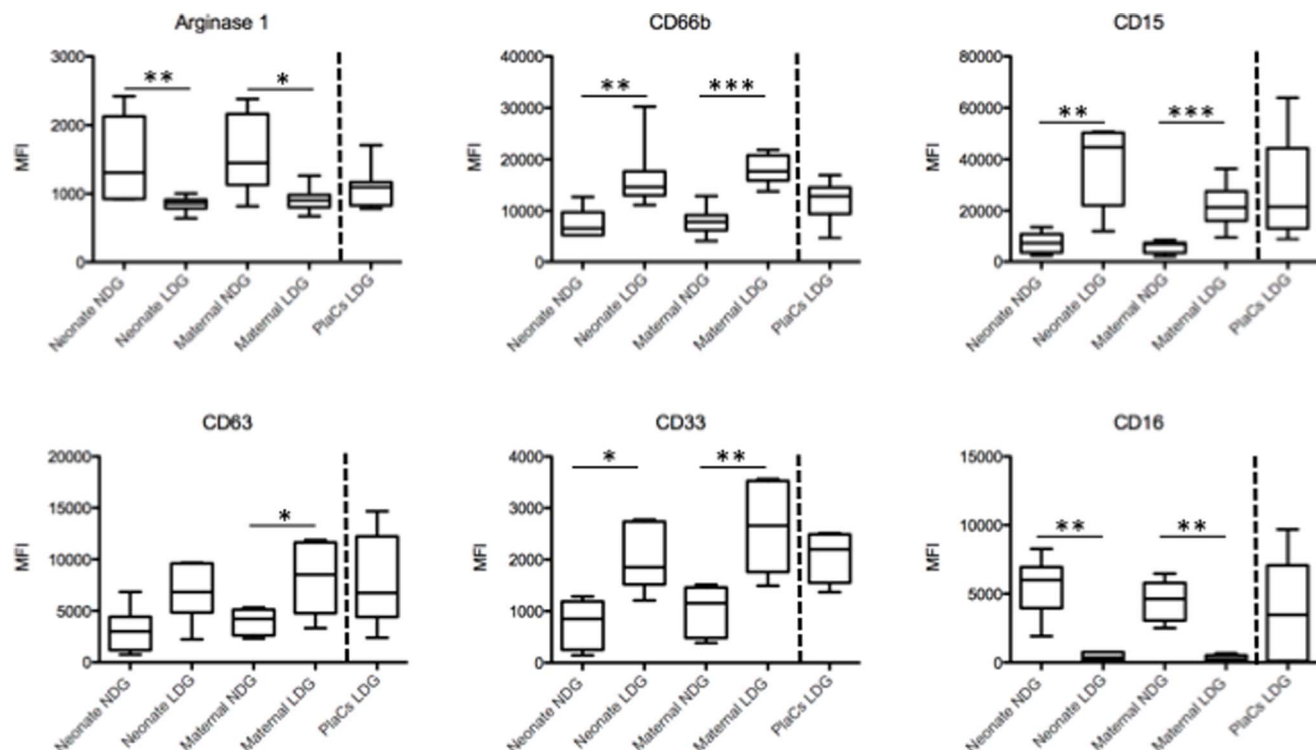 Arginase 1
MFI
3000
2000
1000
0
** *
Neonate NDG
Neonate LDG
Maternal NDG
Maternal LDG
PlaCs LDG
CD66b
MFI
40000
30000
20000
10000
0
** ***
Neonate NDG
Neonate LDG
Maternal NDG
Maternal LDG
PlaCs LDG
CD15
MFI
80000
60000
40000
20000
0
** ***
Neonate NDG
Neonate LDG
Maternal NDG
Maternal LDG
PlaCs LDG
CD63
MFI
20000
15000
10000
5000
0
*
Neonate NDG
Neonate LDG
Maternal NDG
Maternal LDG
PlaCs LDG
CD33
MFI
4000
3000
2000
1000
0
* **
Neonate NDG
Neonate LDG
Maternal NDG
Maternal LDG
PlaCs LDG
CD16
MFI
15000
10000
5000
0
** **
Neonate NDG
Neonate LDG
Maternal NDG
Maternal LDG
PlaCs LDG